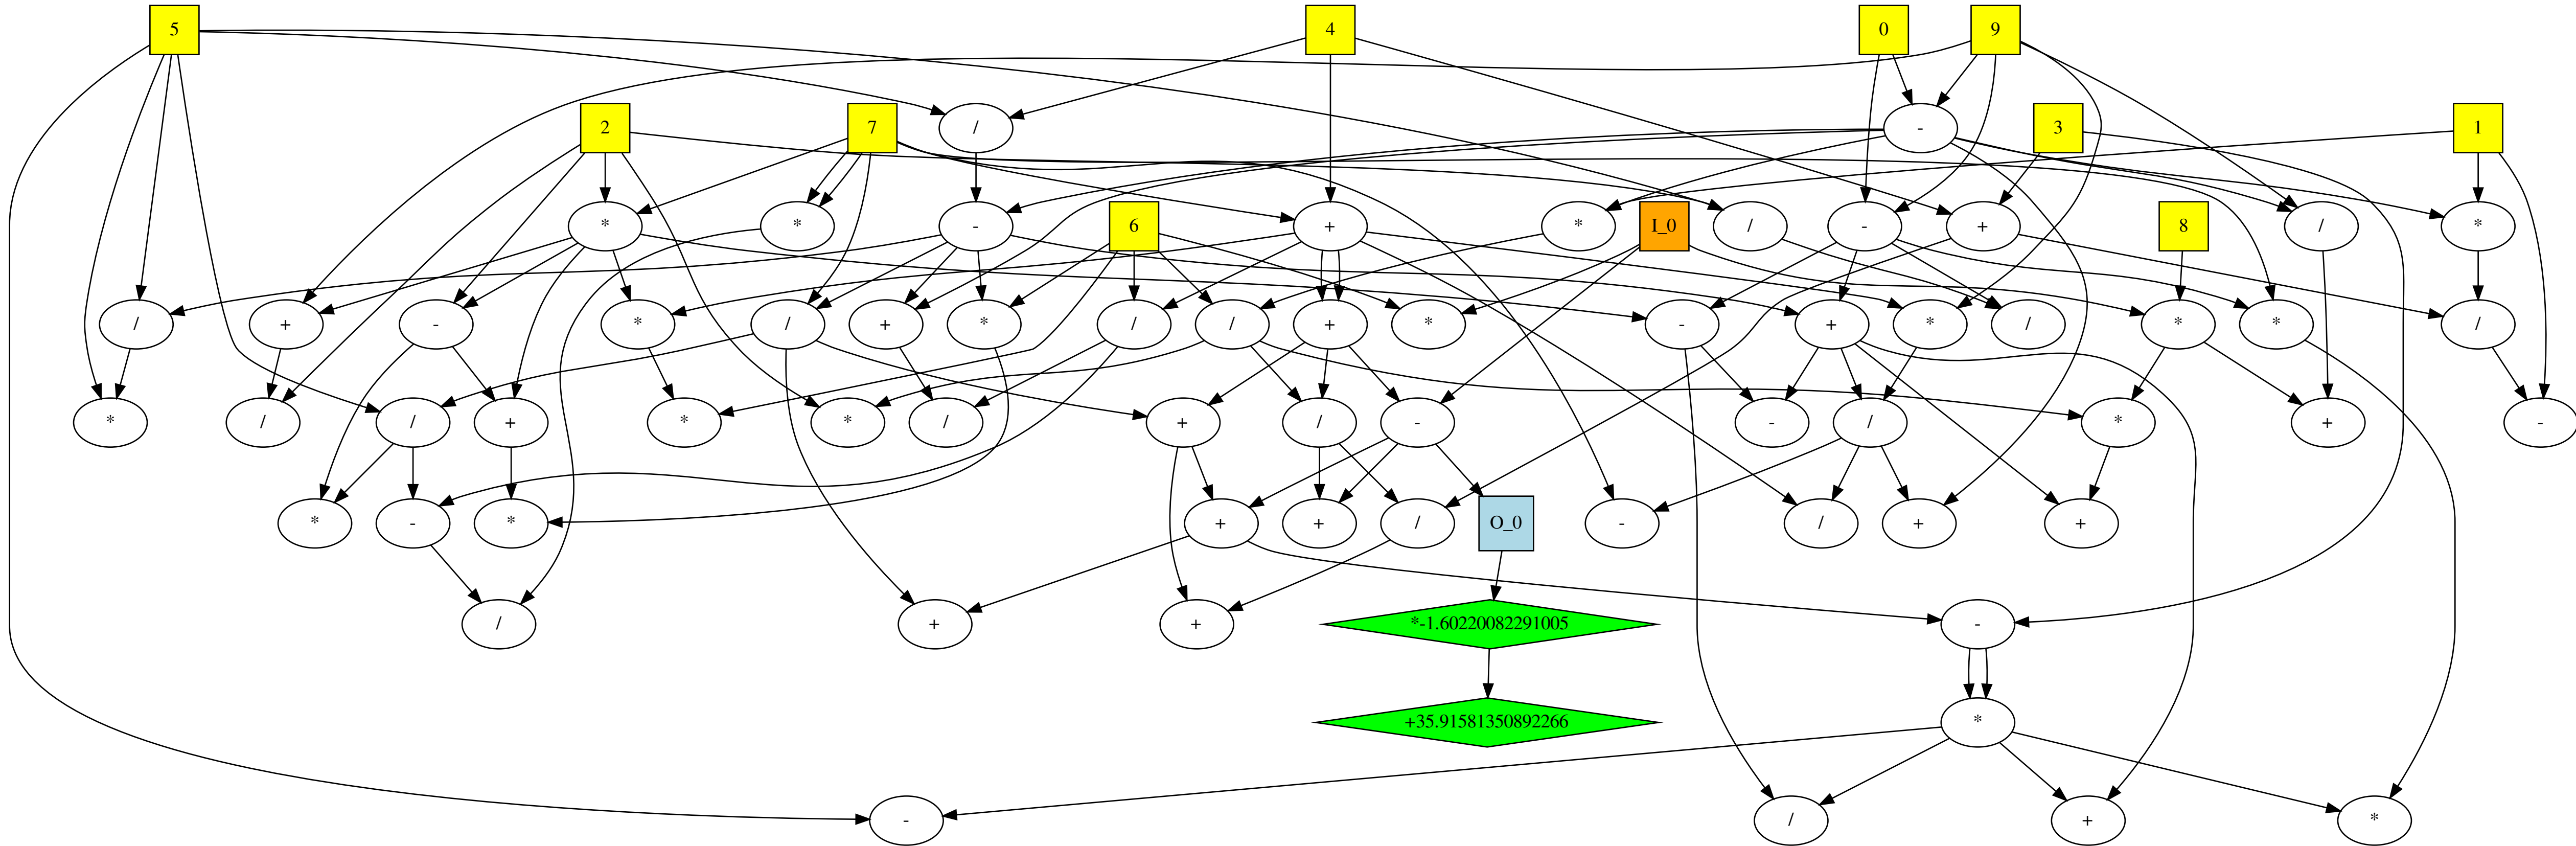 5 4 0 9
2 7 / - 3 1
* * - + 6 * I_0 / - + 8 / *
/ + - * / + * / / + * - + * / * * /
* / / + * * / + / - - / * + -
* - * + + / O_0 - / + +
/ + + *-1.60220082291005 -
+35.91581350892266 *
- / + *